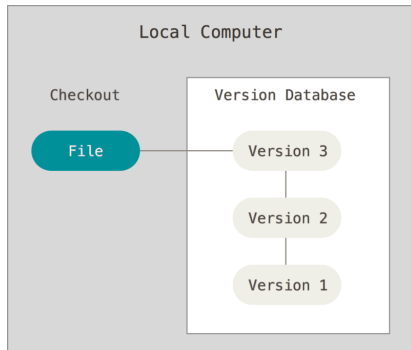 Local Computer
Checkout
Version Database
File
Version 3
Version 2
Version 1